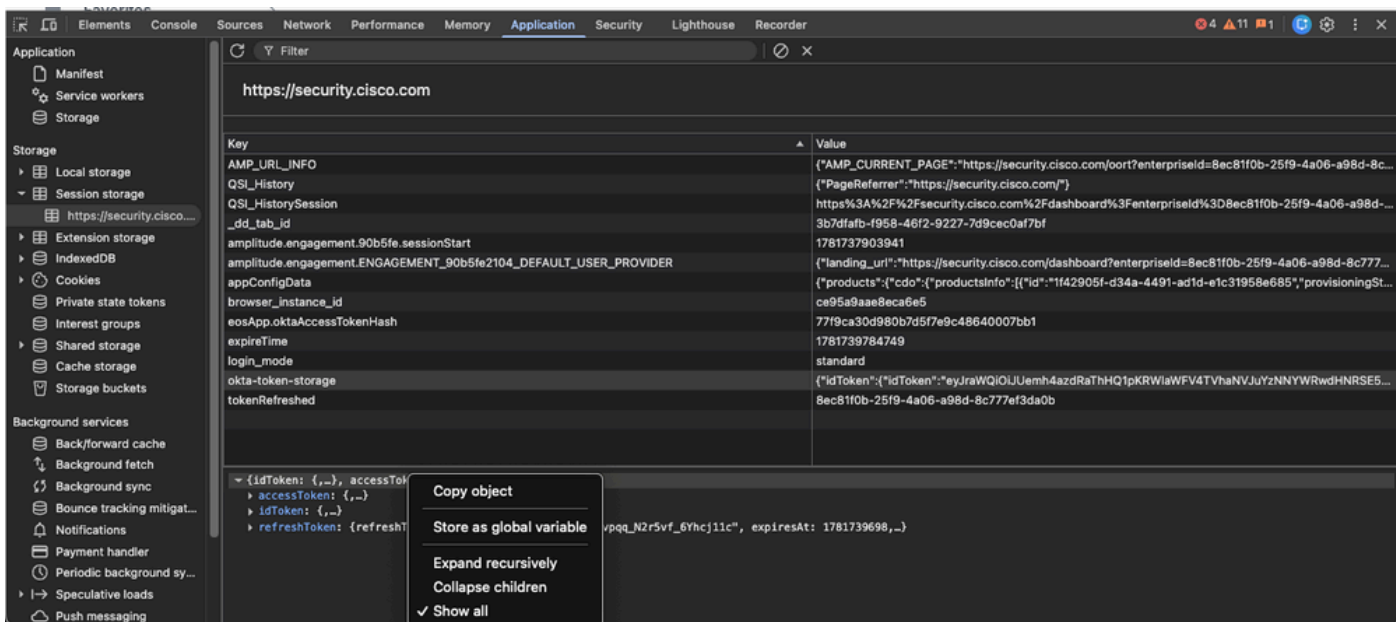 Favorites
Elements Console Sources Network Performance Memory Application Security Lighthouse Recorder 4 11 1
Application
Manifest
Service workers
Storage
Storage
Local storage
Session storage
https://security.cisco....
Extension storage
IndexedDB
Cookies
Private state tokens
Interest groups
Shared storage
Cache storage
Storage buckets
Background services
Back/forward cache
Background fetch
Background sync
Bounce tracking mitigat...
Notifications
Payment handler
Periodic background sy...
Speculative loads
Push messaging
Filter
https://security.cisco.com
Key Value
AMP_URL_INFO {"AMP_CURRENT_PAGE":"https://security.cisco.com/oort?enterpriseId=8ec81f0b-25f9-4a06-a98d-8c...
QSI_History {"PageReferrer":"https://security.cisco.com/"}
QSI_HistorySession https%3A%2F%2Fsecurity.cisco.com%2Fdashboard%3FenterpriseId%3D8ec81f0b-25f9-4a06-a98d-...
_dd_tab_id 3b7dfafb-f958-46f2-9227-7d9cec0af7bf
amplitude.engagement.90b5fe.sessionStart 1781737903941
amplitude.engagement.ENGAGEMENT_90b5fe2104_DEFAULT_USER_PROVIDER {"landing_url":"https://security.cisco.com/dashboard?enterpriseId=8ec81f0b-25f9-4a06-a98d-8c777...
appConfigData {"products":{"cdo":{"productsInfo":[{"id":"1f42905f-d34a-4491-ad1d-e1c31958e685","provisioningSt...
browser_instance_id ce95a9aae8eca6e5
eosApp.oktaAccessTokenHash 77f9ca30d980b7d5f7e9c48640007bb1
expireTime 1781739784749
login_mode standard
okta-token-storage {"idToken":{"idToken":"eyJraWQiOiJUemh4azdRaThHQ1pKRWlaWFV4TVhaNVJuYzNNYWRwdHNRSE5...
tokenRefreshed 8ec81f0b-25f9-4a06-a98d-8c777ef3da0b
{idToken: {,…}, accessTok
accessToken: {,…}
idToken: {,…}
refreshToken: {refreshT vpqq_N2r5vf_6Yhcj11c", expiresAt: 1781739698,…}
Copy object
Store as global variable
Expand recursively
Collapse children
✓ Show all